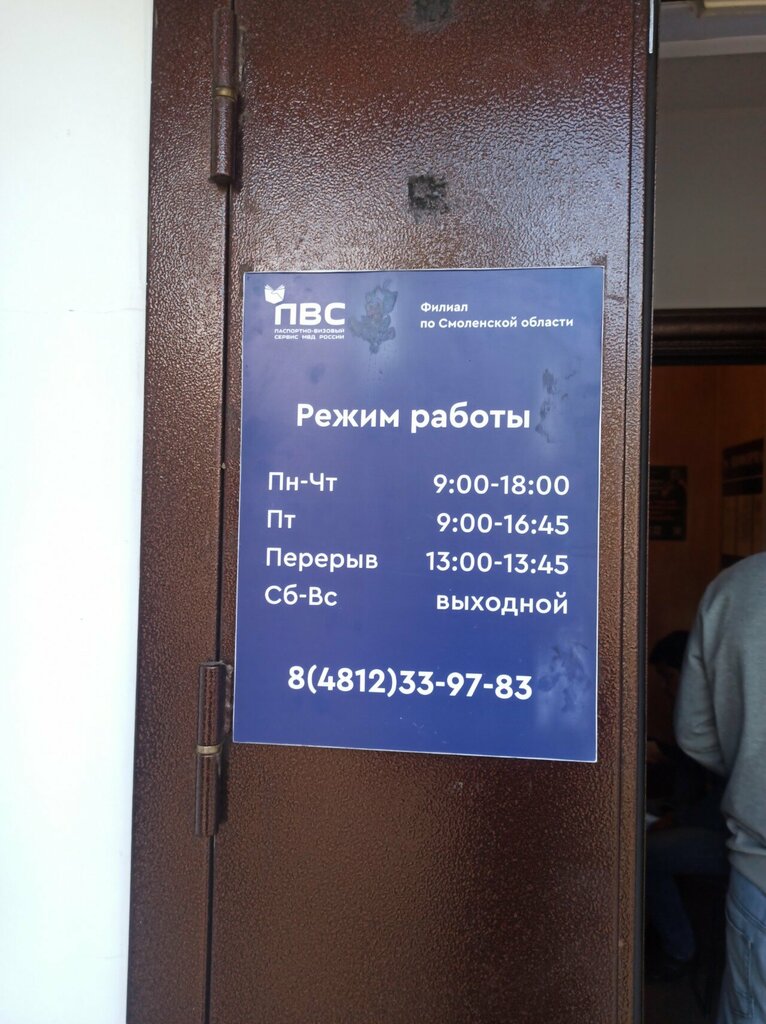 ПВС
ПАСПОРТНО-ВИЗОВЫЙ
СЕРВИС МВД РОССИИ
Филиал
по Смоленской области
Режим работы
Пн-Чт 9:00-18:00
Пт 9:00-16:45
Перерыв 13:00-13:45
Сб-Вс выходной
8(4812)33-97-83